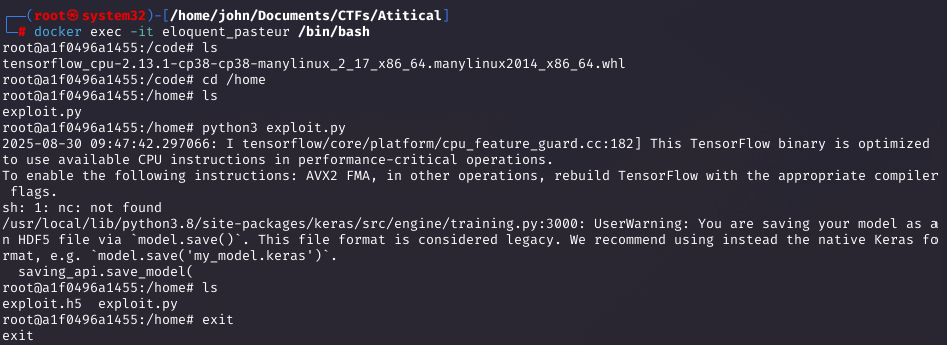 ┌──(root㉿system32)-[/home/john/Documents/CTFs/Atitical]
└─# docker exec -it eloquent_pasteur /bin/bash
root@a1f0496a1455:/code# ls
tensorflow_cpu-2.13.1-cp38-cp38-manylinux_2_17_x86_64.manylinux2014_x86_64.whl
root@a1f0496a1455:/code# cd /home
root@a1f0496a1455:/home# ls
exploit.py
root@a1f0496a1455:/home# python3 exploit.py
2025-08-30 09:47:42.297066: I tensorflow/core/platform/cpu_feature_guard.cc:182] This TensorFlow binary is optimized
to use available CPU instructions in performance-critical operations.
To enable the following instructions: AVX2 FMA, in other operations, rebuild TensorFlow with the appropriate compiler
 flags.
sh: 1: nc: not found
/usr/local/lib/python3.8/site-packages/keras/src/engine/training.py:3000: UserWarning: You are saving your model as a
n HDF5 file via `model.save()`. This file format is considered legacy. We recommend using instead the native Keras fo
rmat, e.g. `model.save('my_model.keras')`.
  saving_api.save_model(
root@a1f0496a1455:/home# ls
exploit.h5  exploit.py
root@a1f0496a1455:/home# exit
exit